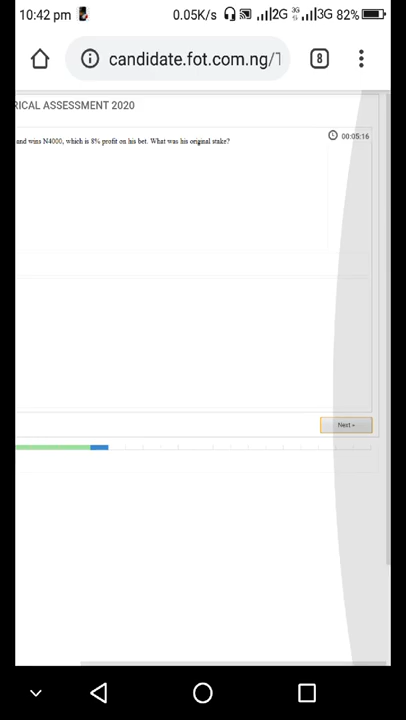 10:42 pm 0.05K/s 2G 3G 3G 82%
candidate.fot.com.ng/T 8
RICAL ASSESSMENT 2020
00:05:16
and wins N4000, which is 8% profit on his bet. What was his original stake?
Next »